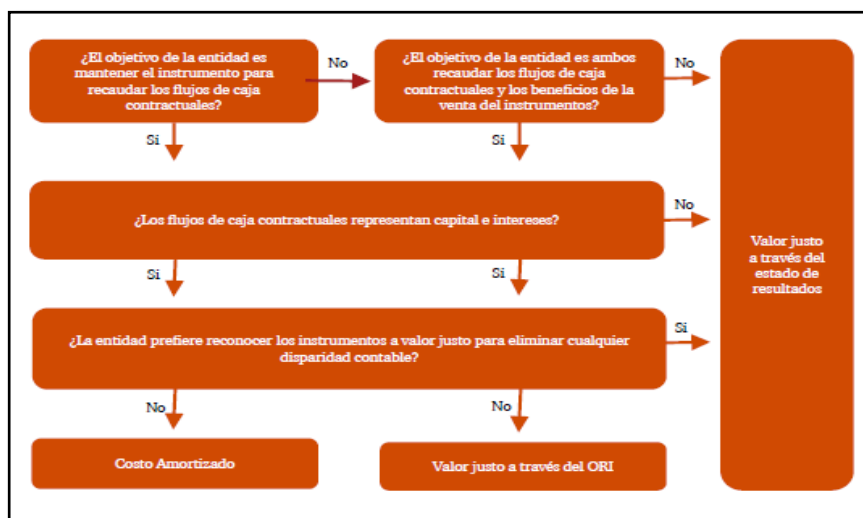 ¿El objetivo de la entidad es
mantener el instrumento para
recaudar los flujos de caja
contractuales?
No
¿El objetivo de la entidad es ambos
recaudar los flujos de caja
contractuales y los beneficios de la
venta del instrumentos?
No
Si
Si
¿Los flujos de caja contractuales representan capital e intereses?
No
Valor justo
a través del
estado de
resultados
Si
Si
¿La entidad prefiere reconocer los instrumentos a valor justo para eliminar cualquier
disparidad contable?
Si
No
No
Costo Amortizado
Valor justo a través del ORI